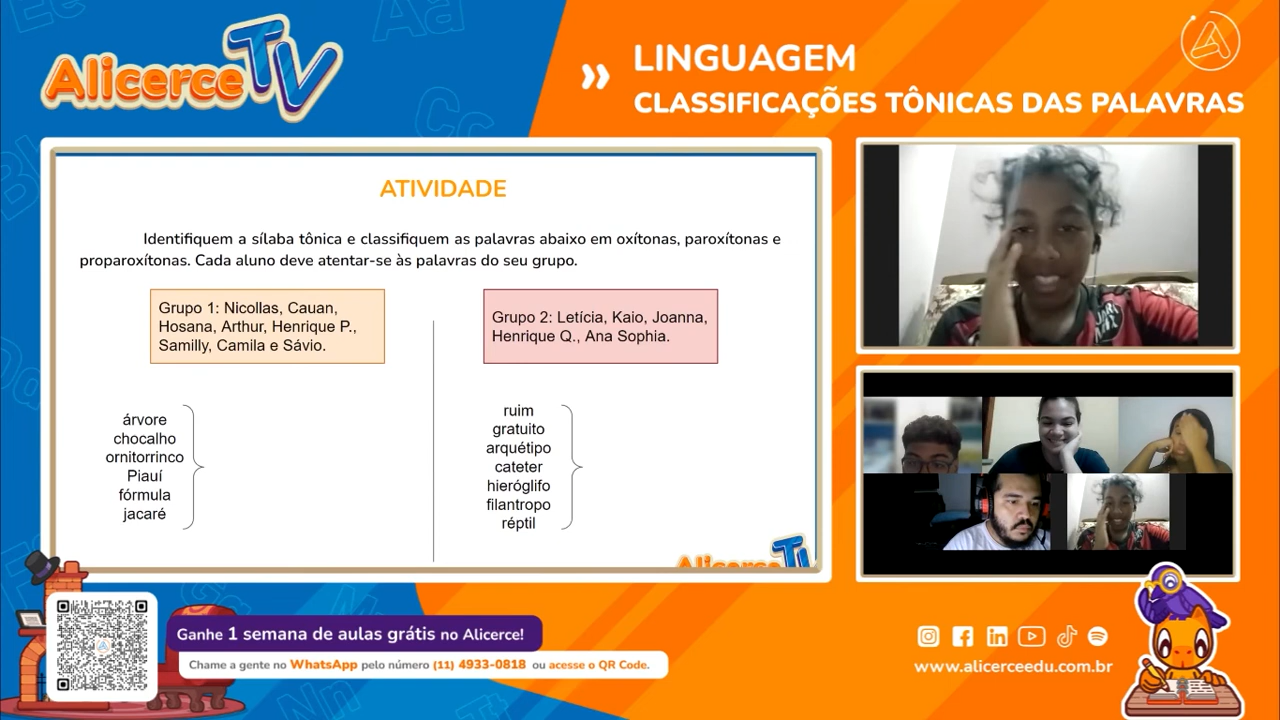 Alicerce TV
LINGUAGEM
CLASSIFICAÇÕES TÔNICAS DAS PALAVRAS
ATIVIDADE
Identifiquem a sílaba tônica e classifiquem as palavras abaixo em oxítonas, paroxítonas e
proparoxítonas. Cada aluno deve atentar-se às palavras do seu grupo.
Grupo 1: Nicollas, Cauan,
Hosana, Arthur, Henrique P.,
Samilly, Camila e Sávio.
árvore
chocalho
ornitorrinco
Piauí
fórmula
jacaré
Grupo 2: Letícia, Kaio, Joanna,
Henrique Q., Ana Sophia.
ruim
gratuito
arquétipo
cateter
hieróglifo
filantropo
réptil
Ganhe 1 semana de aulas grátis no Alicerce!
Chame a gente no WhatsApp pelo número (11) 4933-0818 ou acesse o QR Code.
www.alicerceedu.com.br